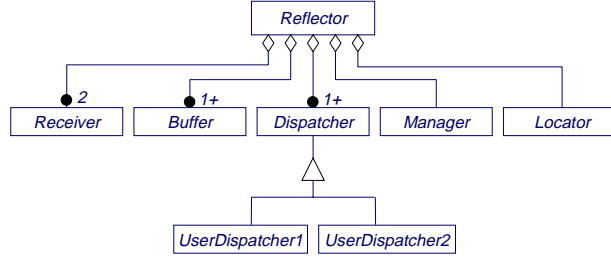 Reflector
2
1+
1+
Receiver
Buffer
Dispatcher
Manager
Locator
UserDispatcher1
UserDispatcher2